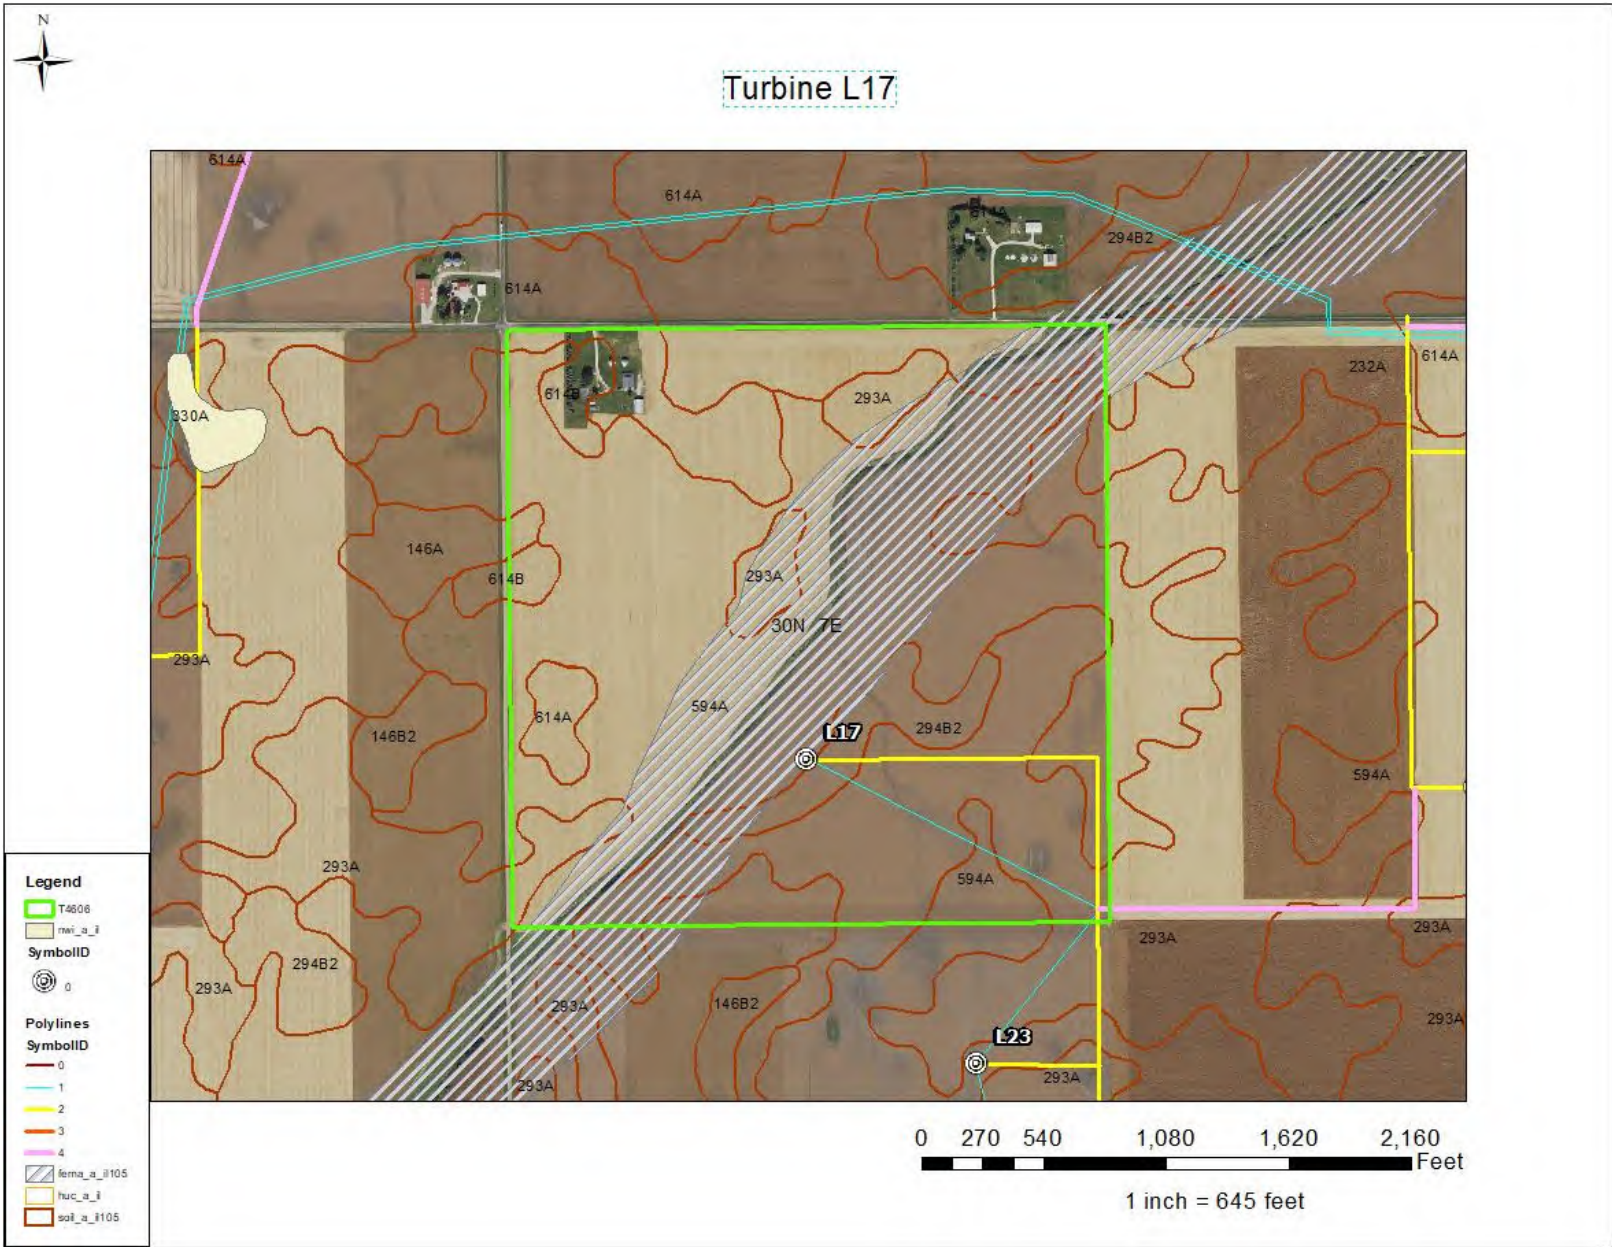 N
Turbine L17
614A
614A
614A
294B2
614A
614A
232A
614B
293A
330A
146A
614B
293A
30N 7E
293A
594A
614A
294B2
146B2
L17
594A
293A
594A
293A
293A
294B2
293A
293A
146B2
293A
L23
293A
293A
Legend
T4606
nwi_a_il
SymbolID
0
Polylines
SymbolID
0
1
2
3
4
fema_a_il105
huc_a_il
soil_a_il105
0 270 540 1,080 1,620 2,160
Feet
1 inch = 645 feet